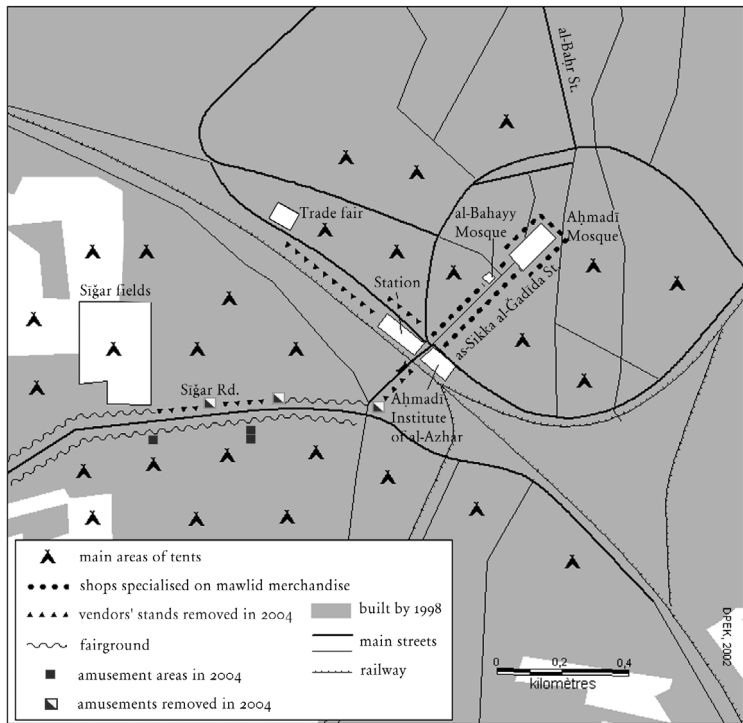 al-Baḥr St.
Trade fair
al-Bahayy
Mosque
Aḥmadī
Mosque
Station
as-Sikka al-Ǧadīda St.
Sīǧar fields
Sīǧar Rd.
Aḥmadī
Institute
of al-Azhar
main areas of tents
shops specialised on mawlid merchandise
vendors' stands removed in 2004
fairground
amusement areas in 2004
amusements removed in 2004
built by 1998
main streets
railway
0 0,2 0,4
kilomètres
DPEK, 2002